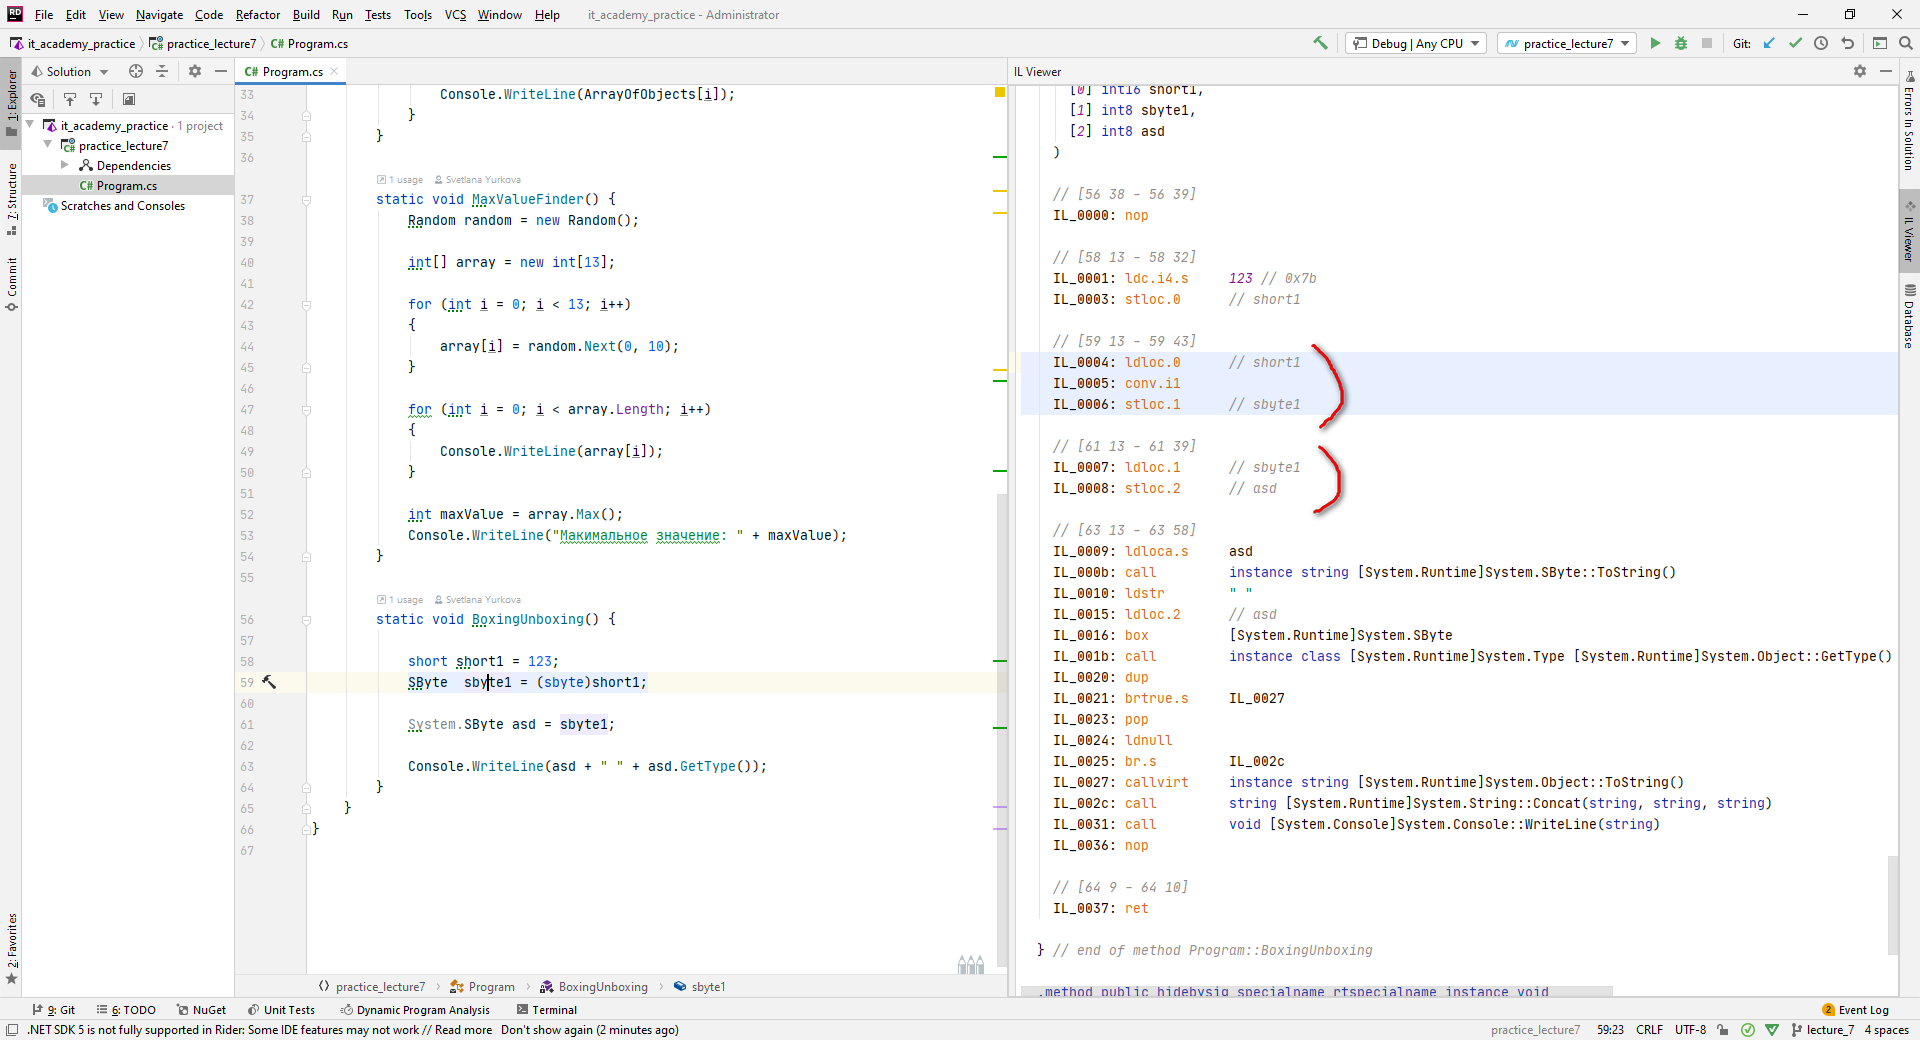 File Edit View Navigate Code Refactor Build Run Tests Tools VCS Window Help it_academy_practice - Administrator
it_academy_practice practice_lecture7 C# Program.cs Debug | Any CPU practice_lecture7 Git:
Solution
it_academy_practice · 1 project
practice_lecture7
Dependencies
C# Program.cs
Scratches and Consoles
1: Explorer
7: Structure
Commit
2: Favorites
C# Program.cs
33 Console.WriteLine(ArrayOfObjects[i]);
34 }
35 }
36
1 usage Svetlana Yurkova
37 static void MaxValueFinder() {
38 Random random = new Random();
39
40 int[] array = new int[13];
41
42 for (int i = 0; i < 13; i++)
43 {
44 array[i] = random.Next(0, 10);
45 }
46
47 for (int i = 0; i < array.Length; i++)
48 {
49 Console.WriteLine(array[i]);
50 }
51
52 int maxValue = array.Max();
53 Console.WriteLine("Макимальное значение: " + maxValue);
54 }
55
1 usage Svetlana Yurkova
56 static void BoxingUnboxing() {
57
58 short short1 = 123;
59 SByte sbyte1 = (sbyte)short1;
60
61 System.SByte asd = sbyte1;
62
63 Console.WriteLine(asd + " " + asd.GetType());
64 }
65 }
66 }
67
practice_lecture7 Program BoxingUnboxing sbyte1
IL Viewer
[0] int16 short1,
[1] int8 sbyte1,
[2] int8 asd
)
// [56 38 - 56 39]
IL_0000: nop
// [58 13 - 58 32]
IL_0001: ldc.i4.s 123 // 0x7b
IL_0003: stloc.0 // short1
// [59 13 - 59 43]
IL_0004: ldloc.0 // short1
IL_0005: conv.i1
IL_0006: stloc.1 // sbyte1
// [61 13 - 61 39]
IL_0007: ldloc.1 // sbyte1
IL_0008: stloc.2 // asd
// [63 13 - 63 58]
IL_0009: ldloca.s asd
IL_000b: call instance string [System.Runtime]System.SByte::ToString()
IL_0010: ldstr " "
IL_0015: ldloc.2 // asd
IL_0016: box [System.Runtime]System.SByte
IL_001b: call instance class [System.Runtime]System.Type [System.Runtime]System.Object::GetType()
IL_0020: dup
IL_0021: brtrue.s IL_0027
IL_0023: pop
IL_0024: ldnull
IL_0025: br.s IL_002c
IL_0027: callvirt instance string [System.Runtime]System.Object::ToString()
IL_002c: call string [System.Runtime]System.String::Concat(string, string, string)
IL_0031: call void [System.Console]System.Console::WriteLine(string)
IL_0036: nop
// [64 9 - 64 10]
IL_0037: ret
} // end of method Program::BoxingUnboxing
.method public hidebysig specialname rtspecialname instance void
Errors In Solution
IL Viewer
Database
9: Git 6: TODO NuGet Unit Tests Dynamic Program Analysis Terminal 2 Event Log
.NET SDK 5 is not fully supported in Rider: Some IDE features may not work // Read more Don't show again (2 minutes ago) practice_lecture7 59:23 CRLF UTF-8 lecture_7 4 spaces